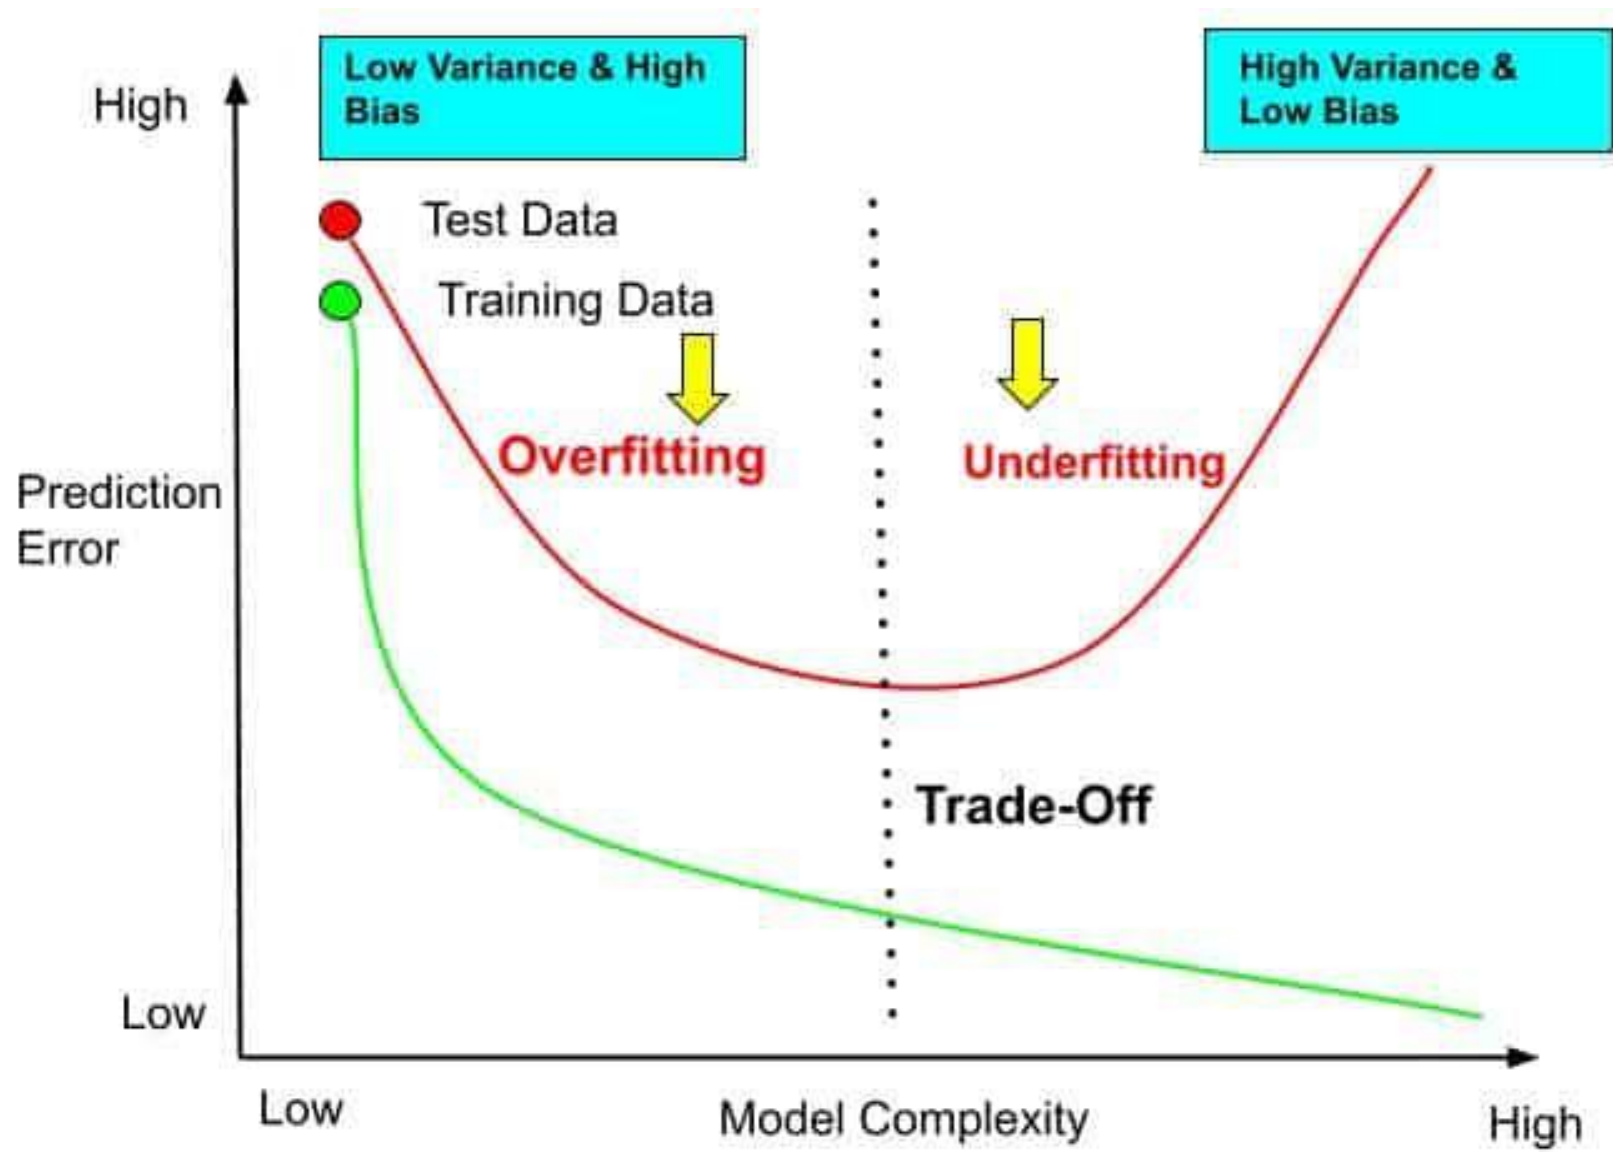 Low Variance & High
Bias
High Variance &
Low Bias
High
Test Data
Training Data
Overfitting
Underfitting
Prediction
Error
Trade-Off
Low
Low
Model Complexity
High